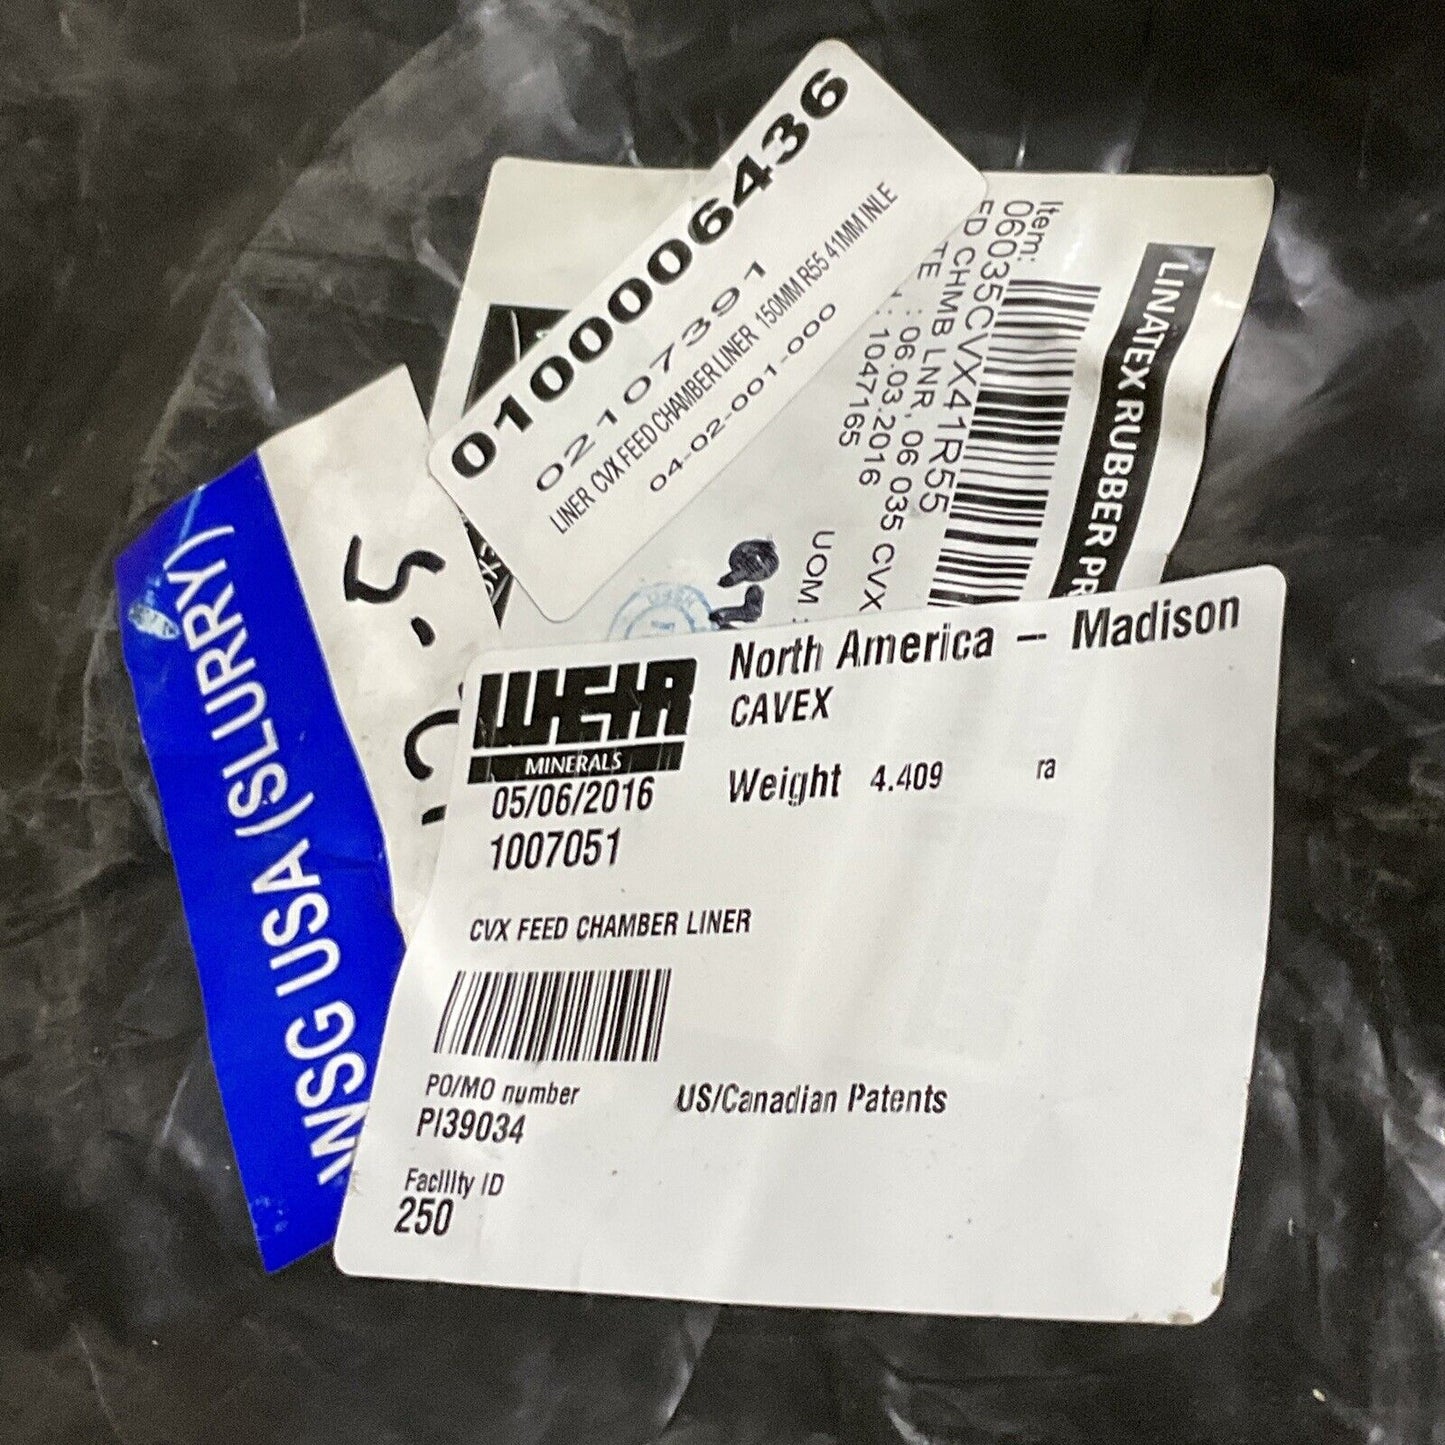 0100006436
02107391
LINER CVX FEED CHAMBER LINER 150MM R55 41MM INLE
04-02-001-000
LINATEX RUBBER PR
Item:
06035CVX41R55
ED CHMB LNR, 06 035 CVX
TE : 06.03.2016
: 1047165
UOM :
WSG USA (SLURRY)
WEIR
MINERALS
North America - Madison
CAVEX
05/06/2016
Weight 4.409 ra
1007051
CVX FEED CHAMBER LINER
PO/MO number
PI39034
US/Canadian Patents
Facility ID
250